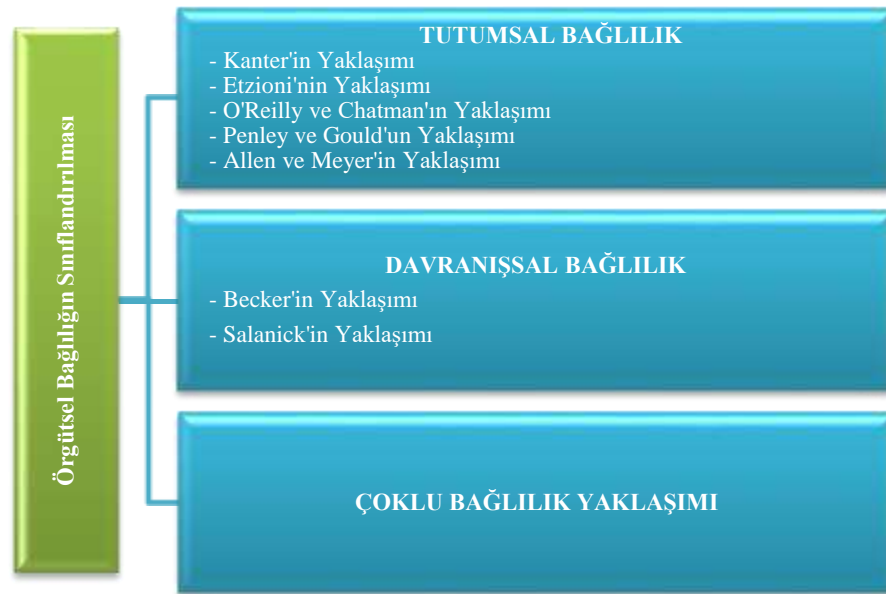 Örgütsel Bağlılığın Sınıflandırılması
TUTUMSAL BAĞLILIK
- Kanter'in Yaklaşımı
- Etzioni'nin Yaklaşımı
- O'Reilly ve Chatman'ın Yaklaşımı
- Penley ve Gould'un Yaklaşımı
- Allen ve Meyer'in Yaklaşımı
DAVRANIŞSAL BAĞLILIK
- Becker'in Yaklaşımı
- Salanick'in Yaklaşımı
ÇOKLU BAĞLILIK YAKLAŞIMI